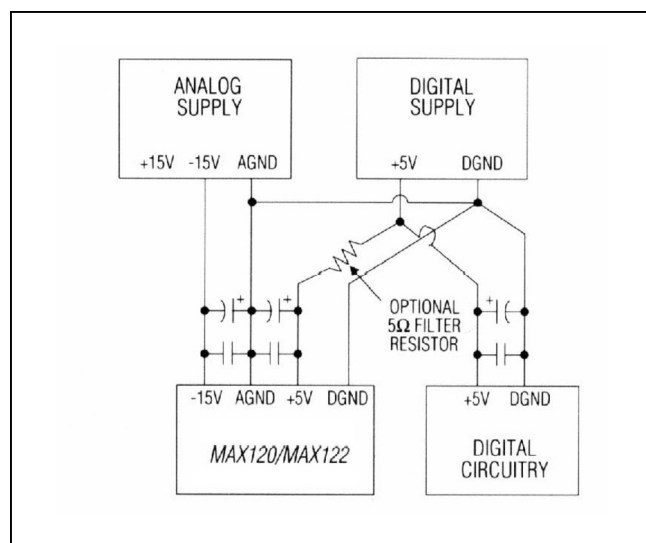 ANALOG
SUPPLY
+15V -15V AGND
DIGITAL
SUPPLY
+5V DGND
+ +
OPTIONAL
5Ω FILTER
RESISTOR
+
-15V AGND +5V DGND
MAX120/MAX122
+5V DGND
DIGITAL
CIRCUITRY